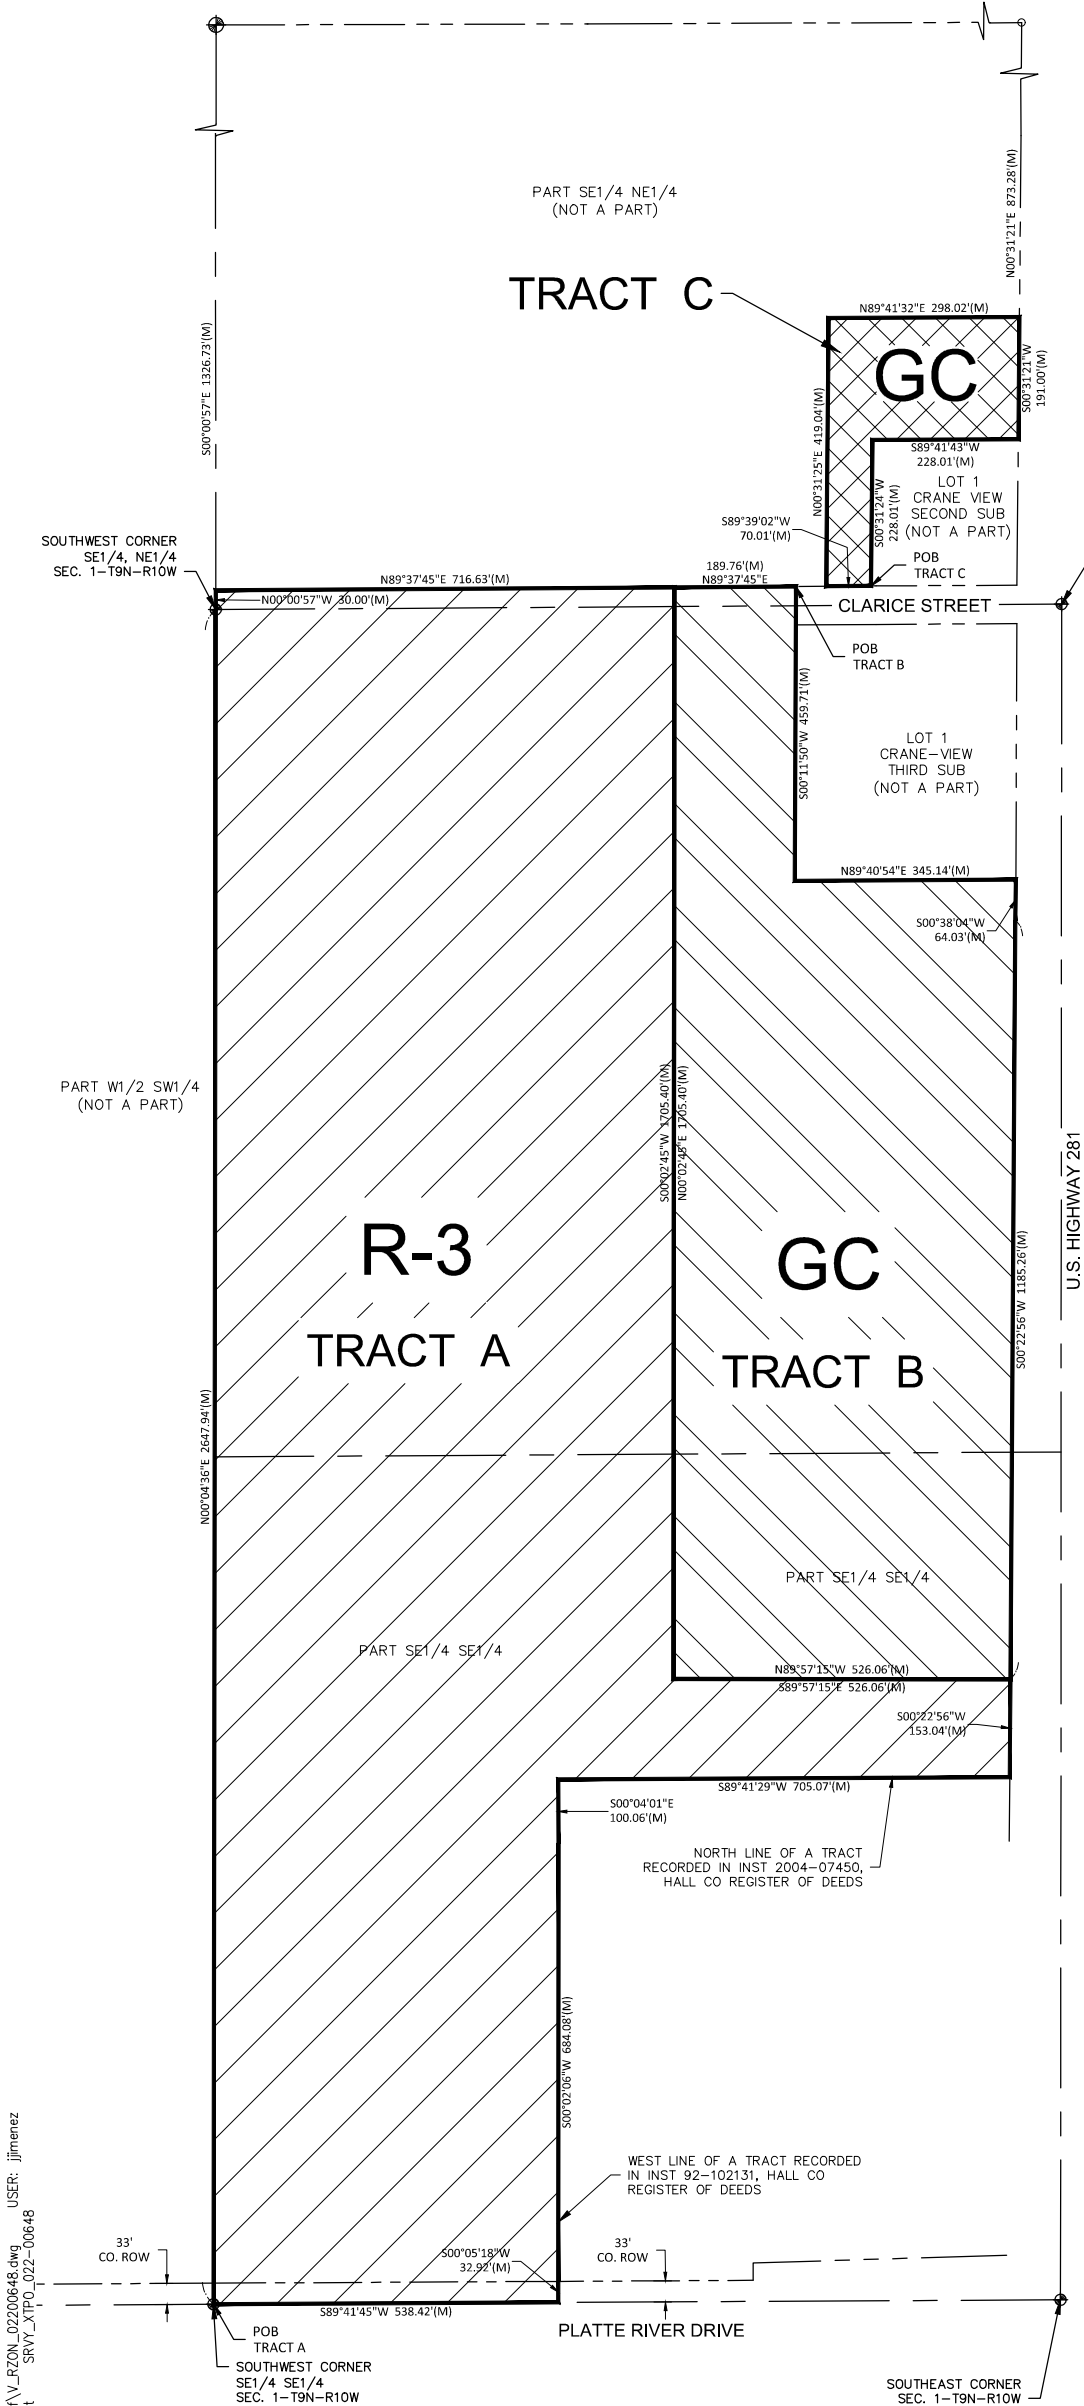 PART SE1/4 NE1/4
(NOT A PART)
N00°31'21"E 873.28'(M)
TRACT C
N89°41'32"E 298.02'(M)
GC
S00°31'21"W
191.00'(M)
S00°00'57"E 1326.73'(M)
N00°31'25"E 419.04'(M)
S89°41'43"W
228.01'(M)
S00°31'24"W
228.01'(M)
LOT 1
CRANE VIEW
SECOND SUB
(NOT A PART)
S89°39'02"W
70.01'(M)
SOUTHWEST CORNER
SE1/4, NE1/4
SEC. 1-T9N-R10W
POB
TRACT C
N89°37'45"E 716.63'(M)
189.76'(M)
N89°37'45"E
N00°00'57"W 30.00'(M)
CLARICE STREET
POB
TRACT B
S00°11'50"W 459.71'(M)
LOT 1
CRANE-VIEW
THIRD SUB
(NOT A PART)
N89°40'54"E 345.14'(M)
S00°38'04"W
64.03'(M)
PART W1/2 SW1/4
(NOT A PART)
S00°02'45"W 1705.40'(M)
N00°02'45"E 1705.40'(M)
U.S. HIGHWAY 281
R-3
TRACT A
GC
TRACT B
S00°22'56"W 1185.26'(M)
N00°04'36"E 2647.94'(M)
PART SE1/4 SE1/4
PART SE1/4 SE1/4
N89°57'15"W 526.06'(M)
S89°57'15"E 526.06'(M)
S00°22'56"W
153.04'(M)
S89°41'29"W 705.07'(M)
S00°04'01"E
100.06'(M)
NORTH LINE OF A TRACT
RECORDED IN INST 2004-07450,
HALL CO REGISTER OF DEEDS
S00°02'06"W 684.08'(M)
WEST LINE OF A TRACT RECORDED
IN INST 92-102131, HALL CO
REGISTER OF DEEDS
33'
CO. ROW
S00°05'18"W
32.92'(M)
33'
CO. ROW
S89°41'45"W 538.42'(M)
PLATTE RIVER DRIVE
POB
TRACT A
SOUTHWEST CORNER
SE1/4 SE1/4
SEC. 1-T9N-R10W
SOUTHEAST CORNER
SEC. 1-T9N-R10W
f\V_RZON_02200648.dwg USER: jjimenez
SRVY_XTPO_022-00648